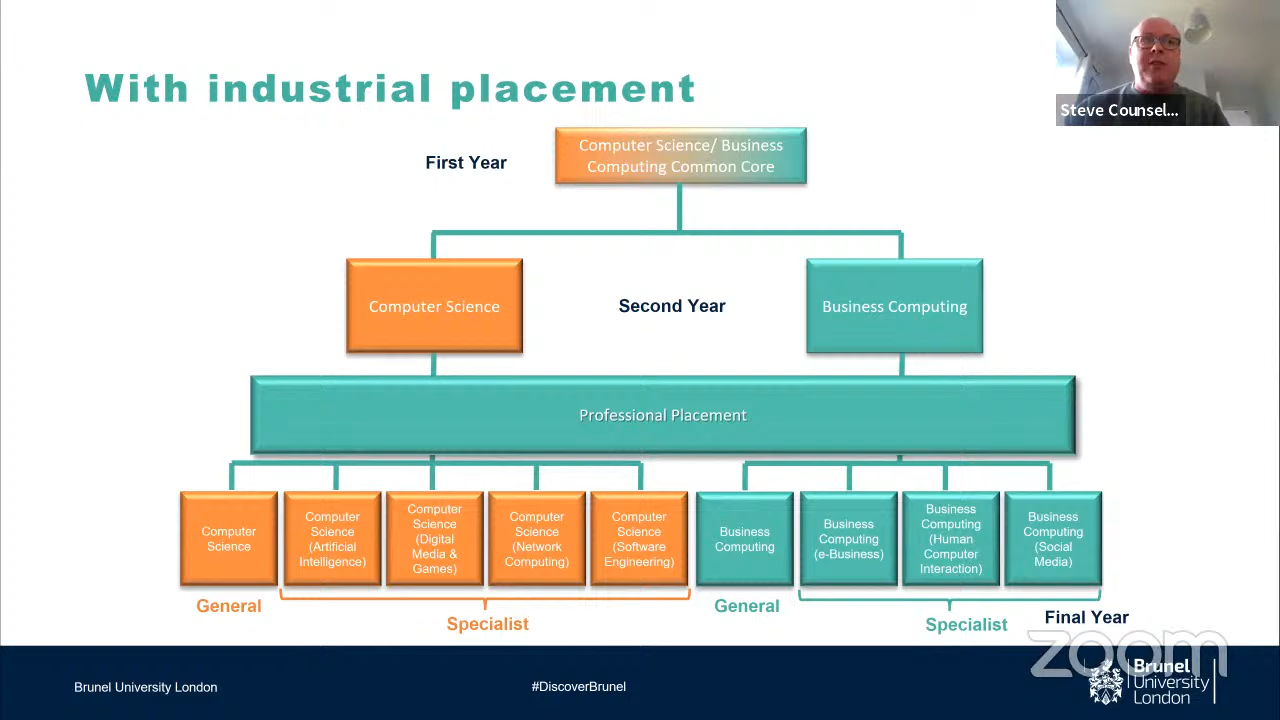 With industrial placement
Steve Counsel...
First Year
Computer Science/ Business
Computing Common Core
Computer Science
Second Year
Business Computing
Professional Placement
Computer
Science
Computer
Science
(Artificial
Intelligence)
Computer
Science
(Digital
Media &
Games)
Computer
Science
(Network
Computing)
Computer
Science
(Software
Engineering)
Business
Computing
Business
Computing
(e-Business)
Business
Computing
(Human
Computer
Interaction)
Business
Computing
(Social
Media)
General
Specialist
General
Specialist
Final Year
zoom
Brunel University London
#DiscoverBrunel
Brunel
University
London